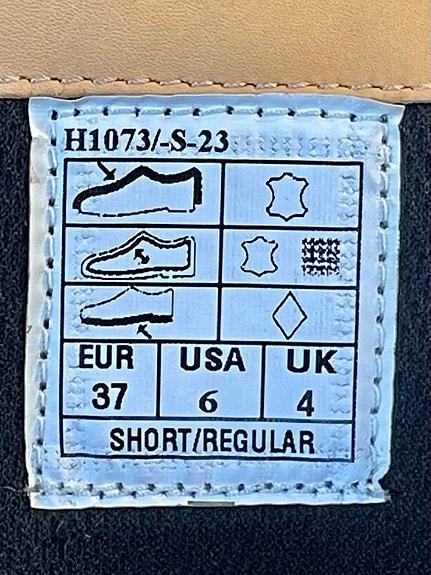 H1073/-S-23
EUR USA UK
37 6 4
SHORT/REGULAR